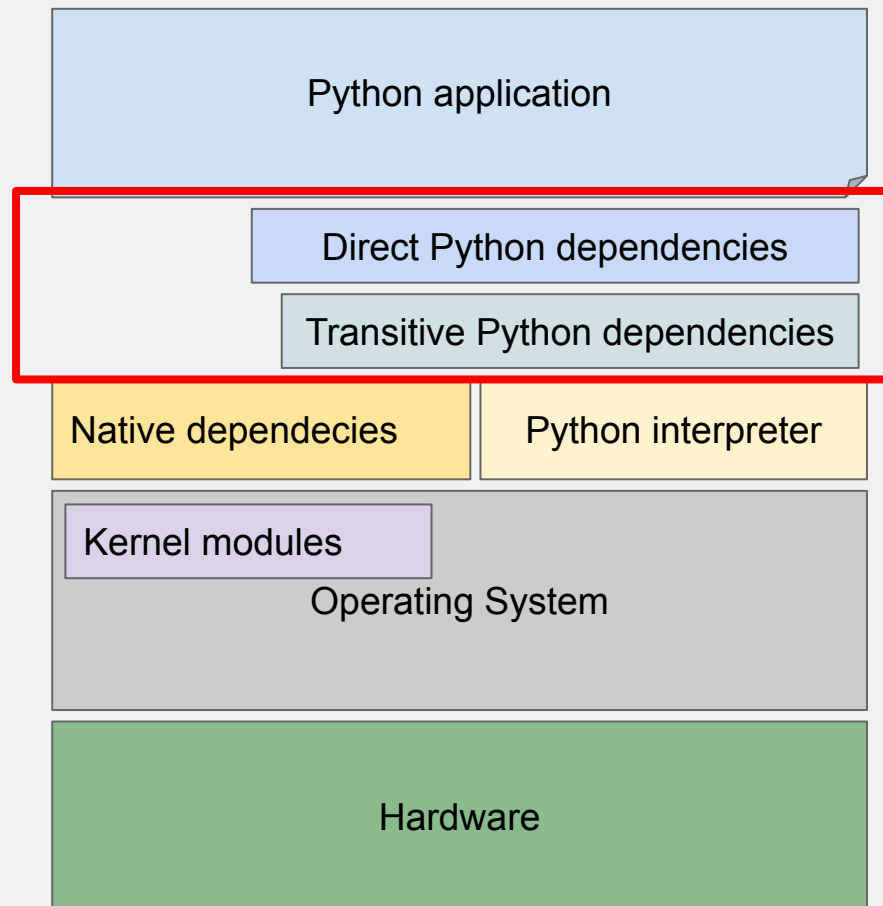 Python application
Direct Python dependencies
Transitive Python dependencies
Native dependecies
Python interpreter
Kernel modules
Operating System
Hardware